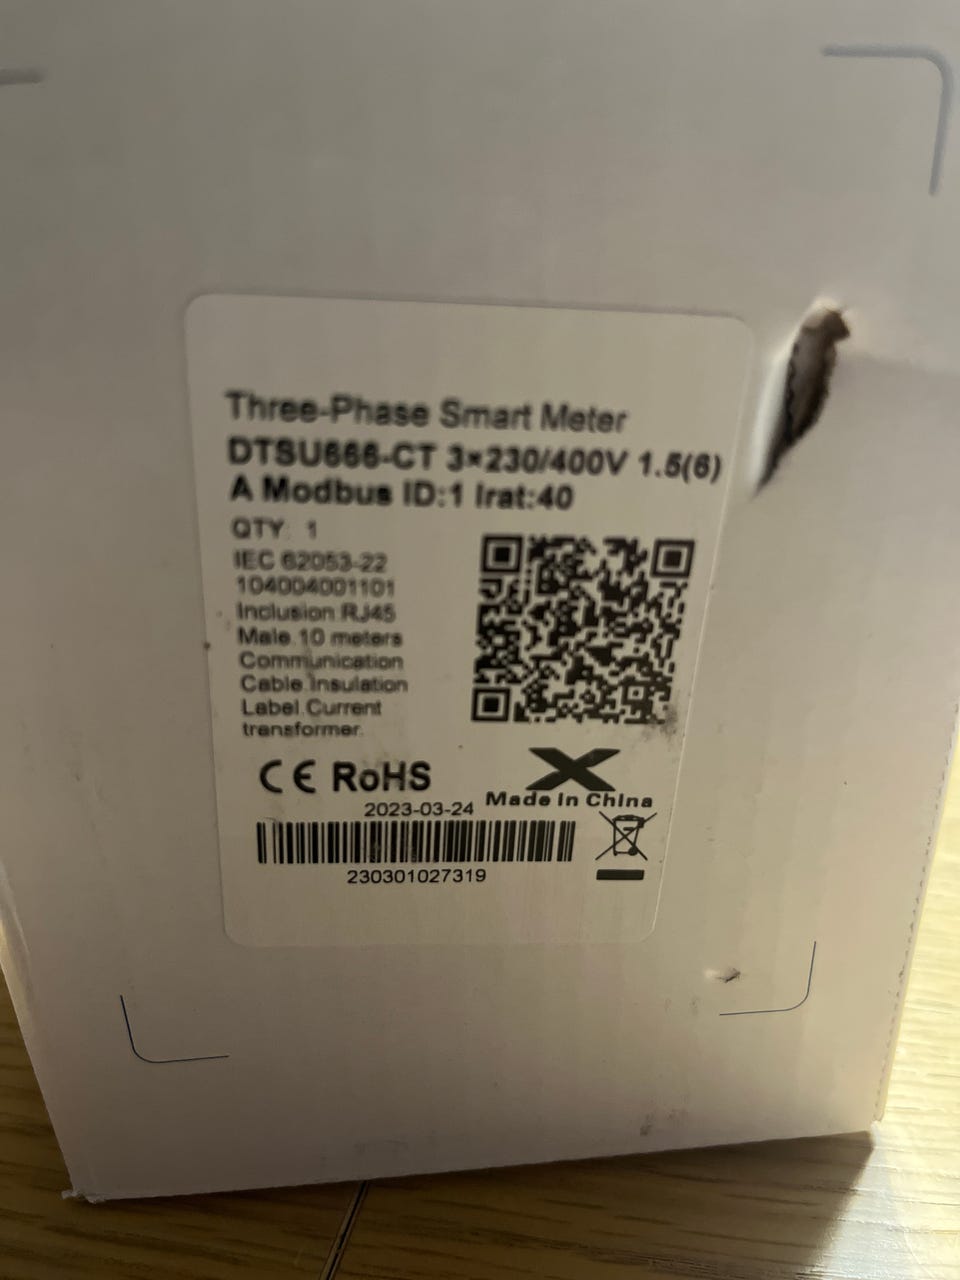 Three-Phase Smart Meter
DTSU666-CT 3×230/400V 1.5(6)
A Modbus ID:1 Irat:40
QTY: 1
IEC 62053-22
104004001101
Inclusion:RJ45
Male.10 meters
Communication
Cable.Insulation
Label.Current
transformer.
CE RoHS
X
Made In China
2023-03-24
230301027319